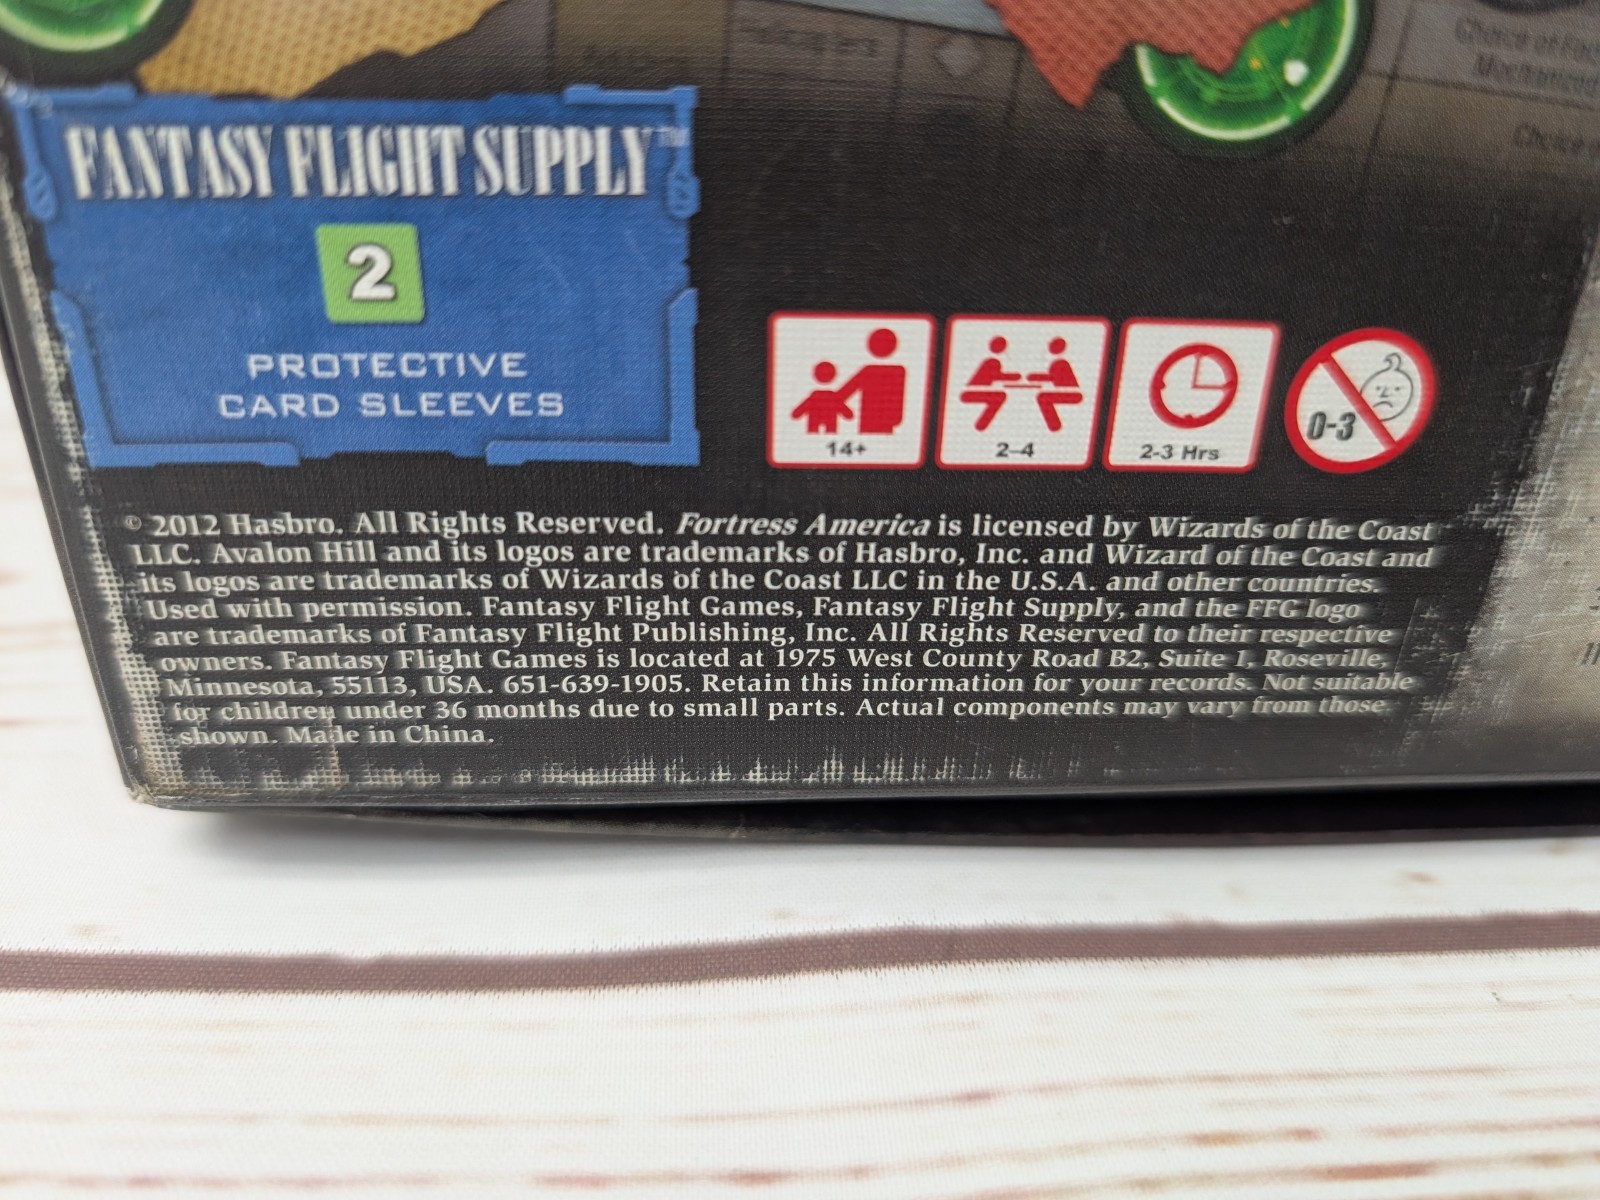 FANTASY FLIGHT SUPPLY™
2
PROTECTIVE
CARD SLEEVES
14+
2-4
2-3 Hrs
0-3
© 2012 Hasbro. All Rights Reserved. Fortress America is licensed by Wizards of the Coast
LLC. Avalon Hill and its logos are trademarks of Hasbro, Inc. and Wizard of the Coast and
its logos are trademarks of Wizards of the Coast LLC in the U.S.A. and other countries.
Used with permission. Fantasy Flight Games, Fantasy Flight Supply, and the FFG logo
are trademarks of Fantasy Flight Publishing, Inc. All Rights Reserved to their respective
owners. Fantasy Flight Games is located at 1975 West County Road B2, Suite 1, Roseville,
Minnesota, 55113, USA. 651-639-1905. Retain this information for your records. Not suitable
for children under 36 months due to small parts. Actual components may vary from those
shown. Made in China.